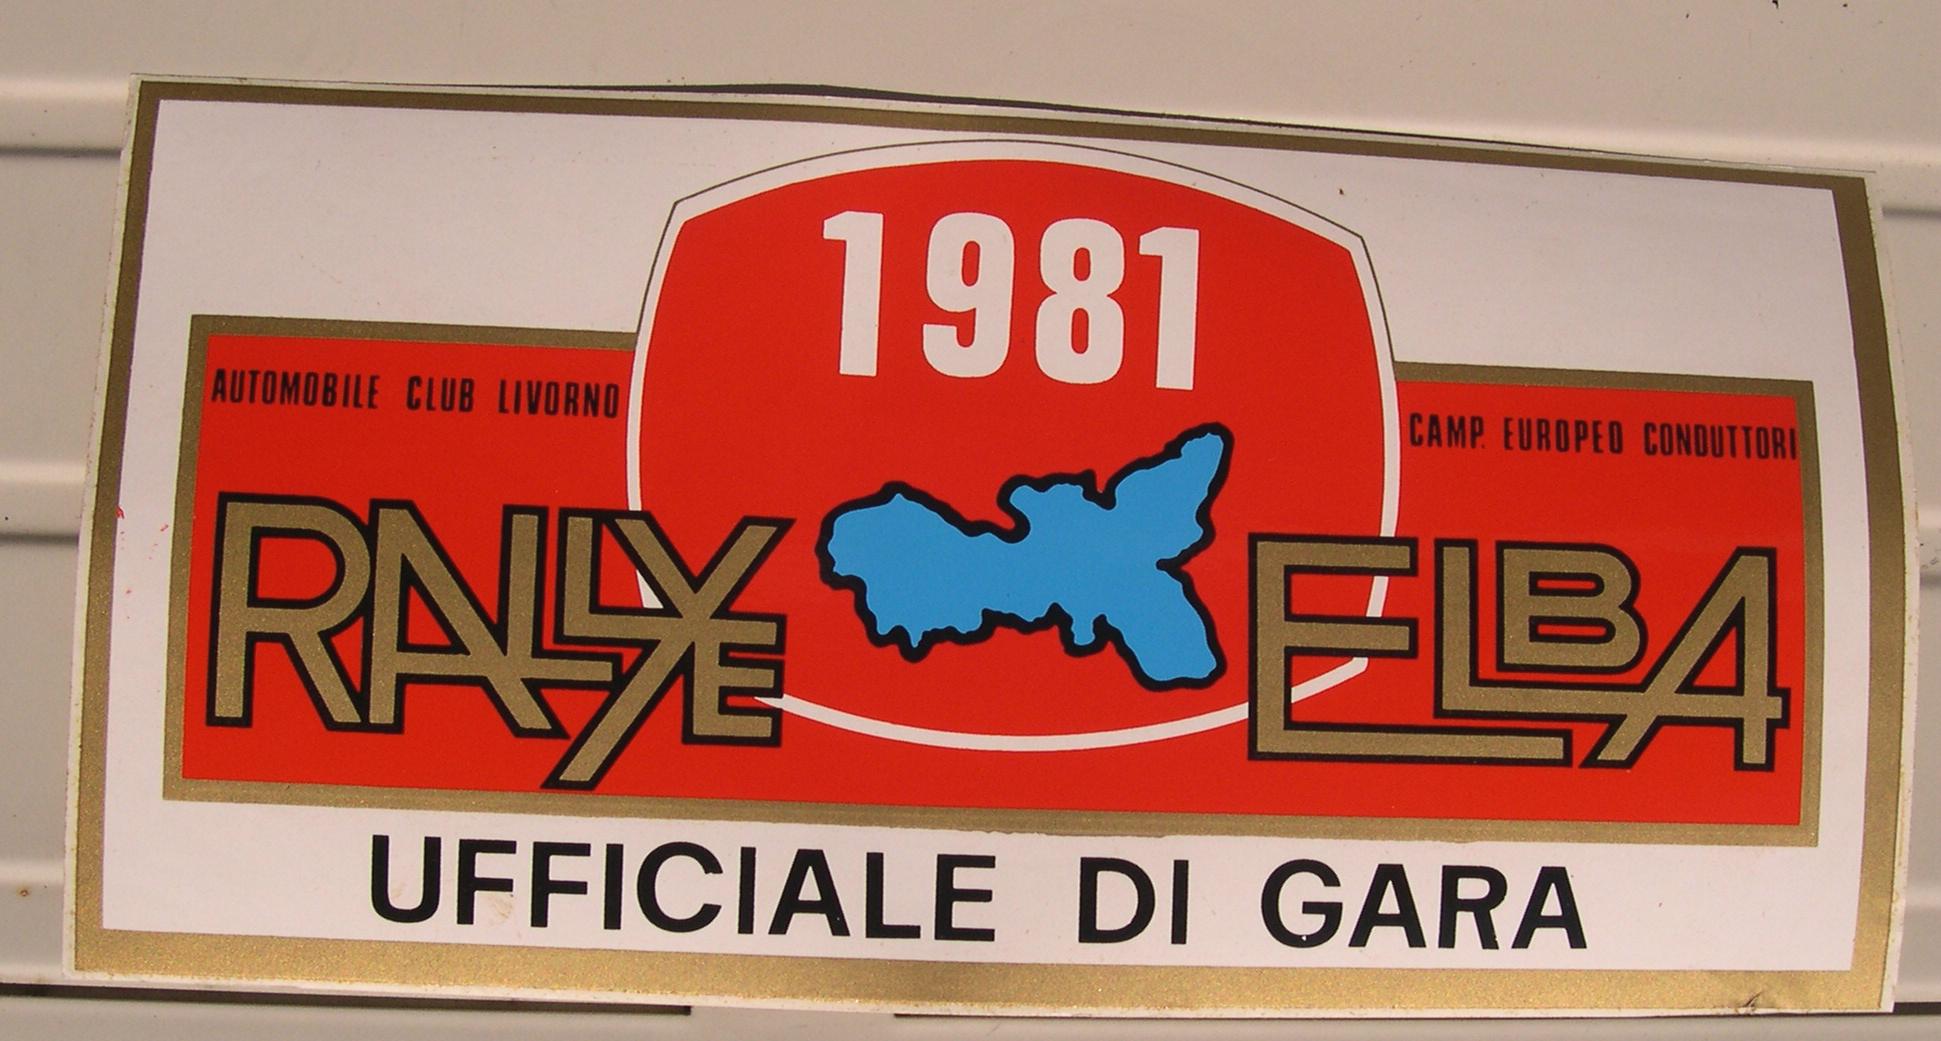 1981
AUTOMOBILE CLUB LIVORNO
CAMP. EUROPEO CONDUTTORI
RALLYE ELBA
UFFICIALE DI GARA